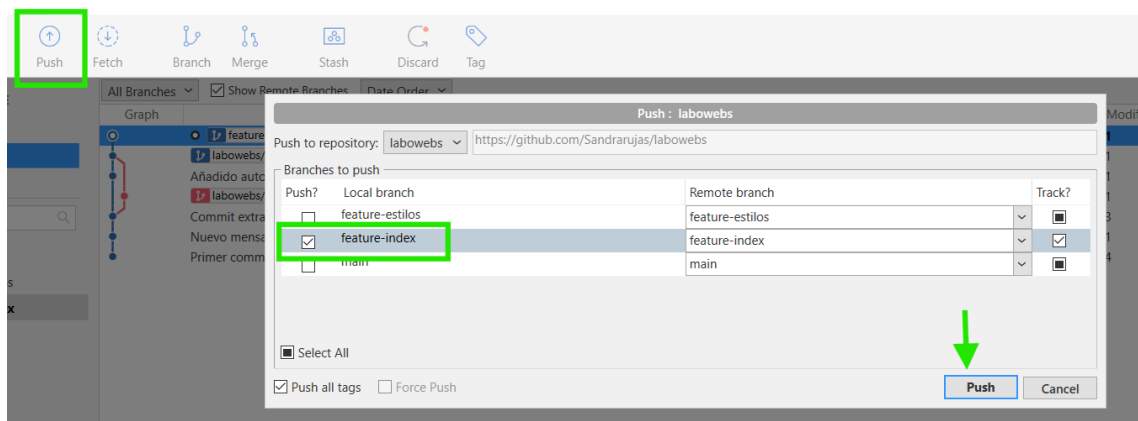 Push Fetch Branch Merge Stash Discard Tag
All Branches Show Remote Branches Date Order
Graph
Push : labowebs
Modif
feature
Push to repository: labowebs https://github.com/Sandrarujas/labowebs
labowebs/
Branches to push
Añadido auto
Push? Local branch Remote branch Track?
labowebs/
Commit extra
feature-estilos feature-estilos
Nuevo mensa
feature-index feature-index
Primer comm
main main
Select All
Push all tags Force Push
Push Cancel